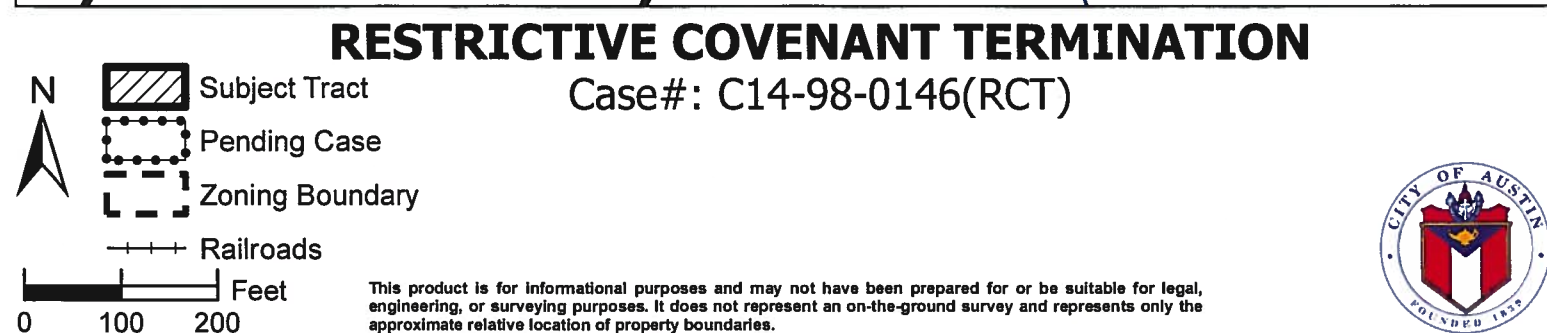 RESTRICTIVE COVENANT TERMINATION
Case#: C14-98-0146(RCT)
N
Subject Tract
Pending Case
Zoning Boundary
Railroads
Feet
0 100 200
This product is for informational purposes and may not have been prepared for or be suitable for legal,
engineering, or surveying purposes. It does not represent an on-the-ground survey and represents only the
approximate relative location of property boundaries.
CITY OF AUSTIN
FOUNDED 1839